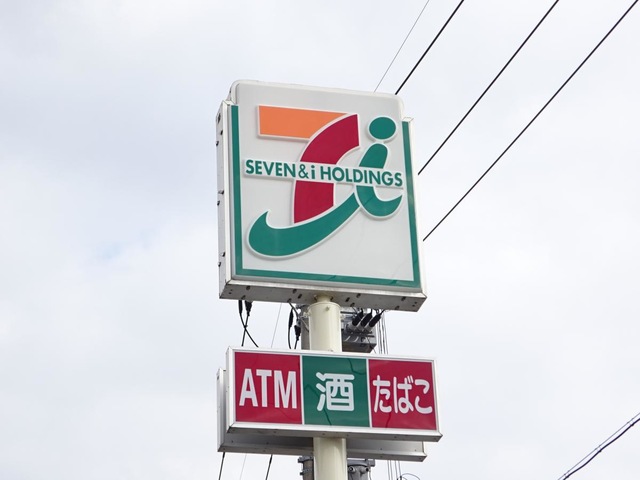 SEVEN & i HOLDINGS
ATM 酒 たばこ